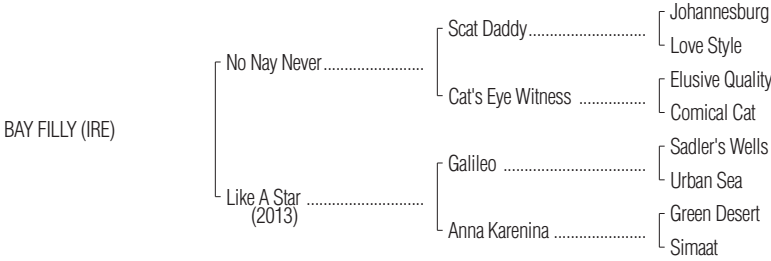 Johannesburg
Scat Daddy..............................
Love Style
No Nay Never..........................
Elusive Quality
Cat's Eye Witness .................
Comical Cat
BAY FILLY (IRE)
Sadler's Wells
Galileo .....................................
Urban Sea
Like A Star ..............................
(2013)
Green Desert
Anna Karenina ........................
Simaat